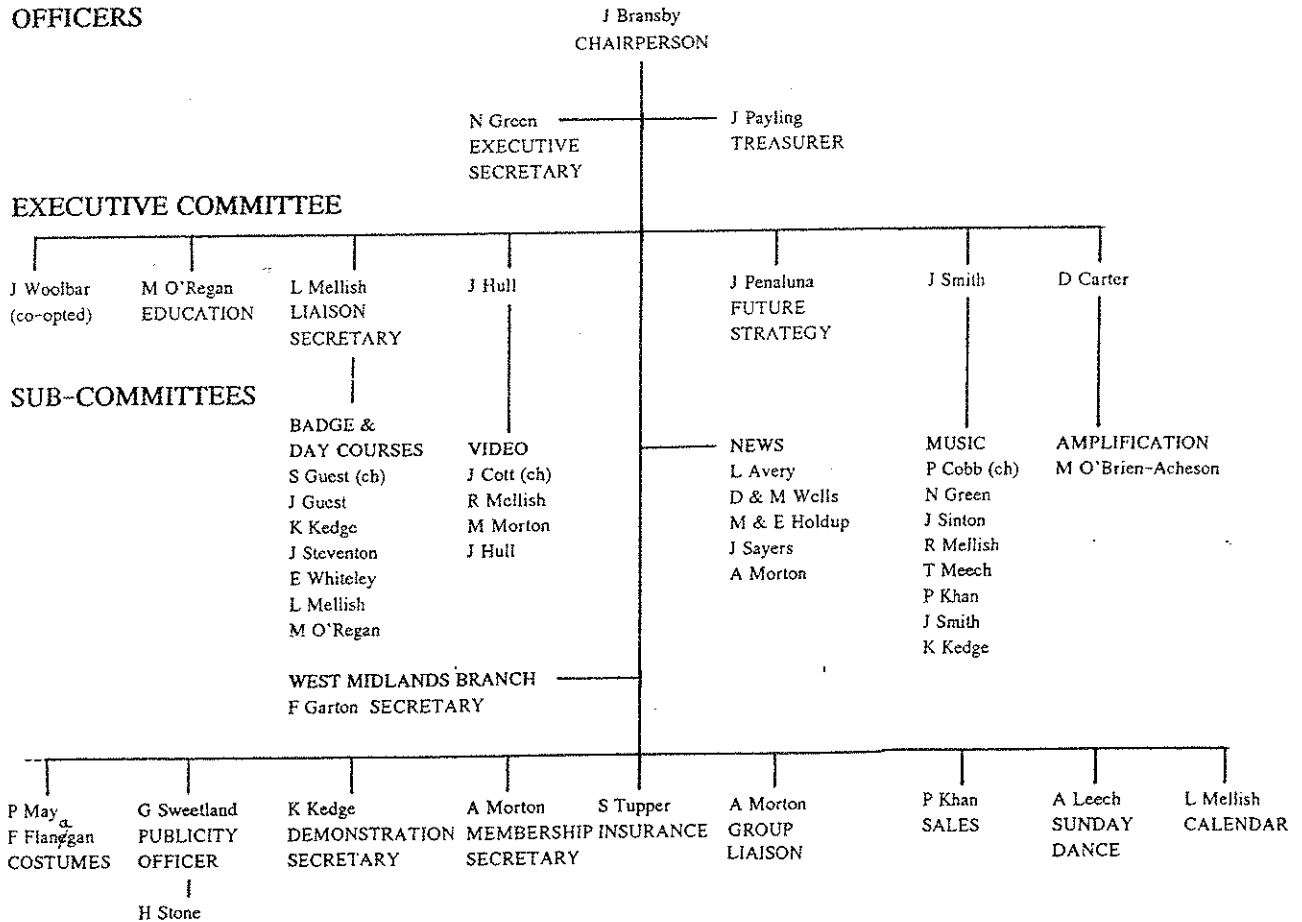 OFFICERS
J Bransby
CHAIRPERSON
N Green
EXECUTIVE
SECRETARY
J Payling
TREASURER
EXECUTIVE COMMITTEE
J Woolbar
(co-opted)
M O'Regan
EDUCATION
L Mellish
LIAISON
SECRETARY
J Hull
J Penaluna
FUTURE
STRATEGY
J Smith
D Carter
SUB-COMMITTEES
BADGE &
DAY COURSES
S Guest (ch)
J Guest
K Kedge
J Steventon
E Whiteley
L Mellish
M O'Regan
VIDEO
J Cott (ch)
R Mellish
M Morton
J Hull
NEWS
L Avery
D & M Wells
M & E Holdup
J Sayers
A Morton
MUSIC
P Cobb (ch)
N Green
J Sinton
R Mellish
T Meech
P Khan
J Smith
K Kedge
AMPLIFICATION
M O'Brien-Acheson
WEST MIDLANDS BRANCH
F Garton SECRETARY
P May
a
F Flanegan
COSTUMES
G Sweetland
PUBLICITY
OFFICER
H Stone
K Kedge
DEMONSTRATION
SECRETARY
A Morton
MEMBERSHIP
SECRETARY
S Tupper
INSURANCE
A Morton
GROUP
LIAISON
P Khan
SALES
A Leech
SUNDAY
DANCE
L Mellish
CALENDAR